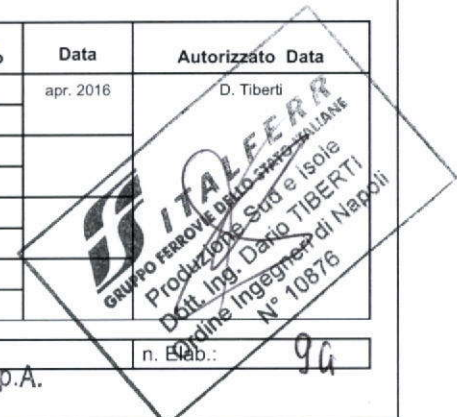 o Data Autorizzato Data
apr. 2016 D. Tiberti
ITALFERR
GRUPPO FERROVIE DELLO STATO ITALIANE
Produzione Sud e Isole
Dott. Ing. Dario TIBERTI
Ordine Ingegneri di Napoli
N° 10876
n. Elab.:
p.A.